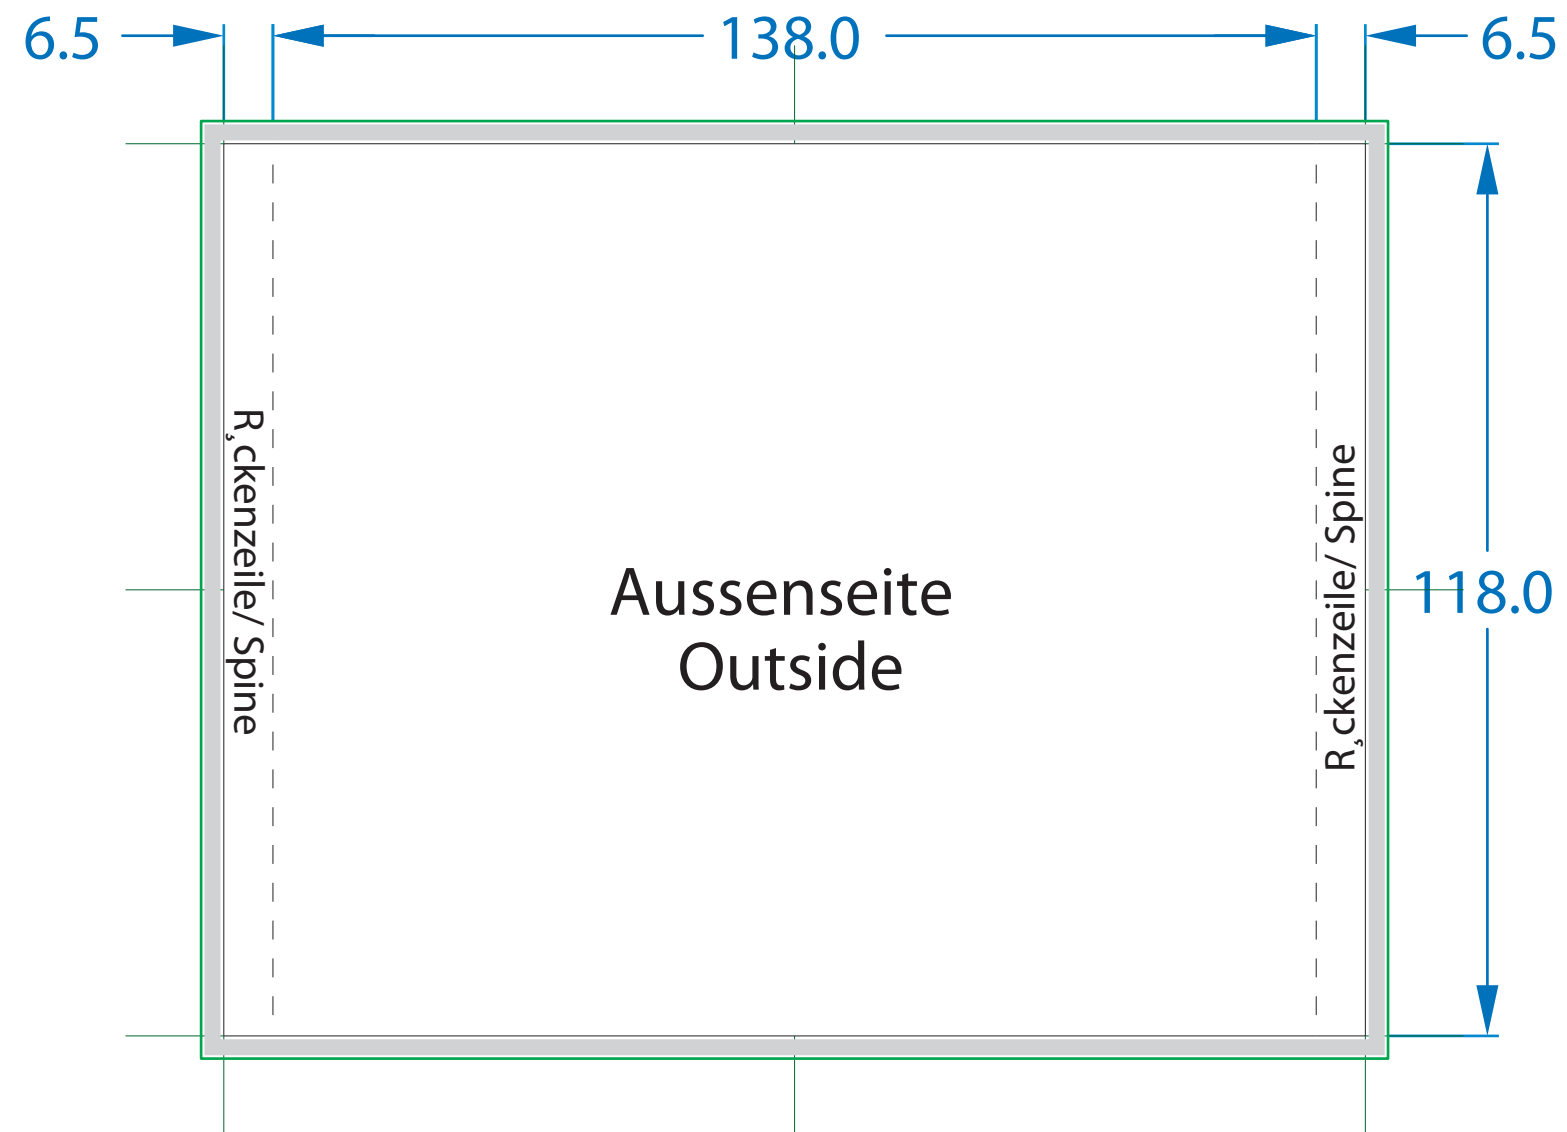 6.5 138.0 6.5
R¸ckenzeile/ Spine
Aussenseite
Outside
R¸ckenzeile/ Spine
118.0